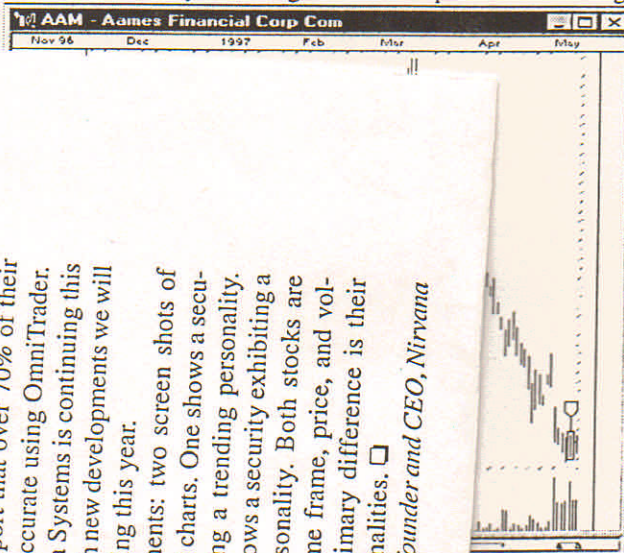 AAM - Aames Financial Corp Com
Nov 96 Dec 1997 Feb Mar Apr May
that over 70% of their
ccurate using OmniTrader.
Systems is continuing this
new developments we will
ng this year.
ents: two screen shots of
charts. One shows a secu-
g a trending personality.
ows a security exhibiting a
sonality. Both stocks are
me frame, price, and vol-
imary difference is their
nalities.
ounder and CEO, Nirvana